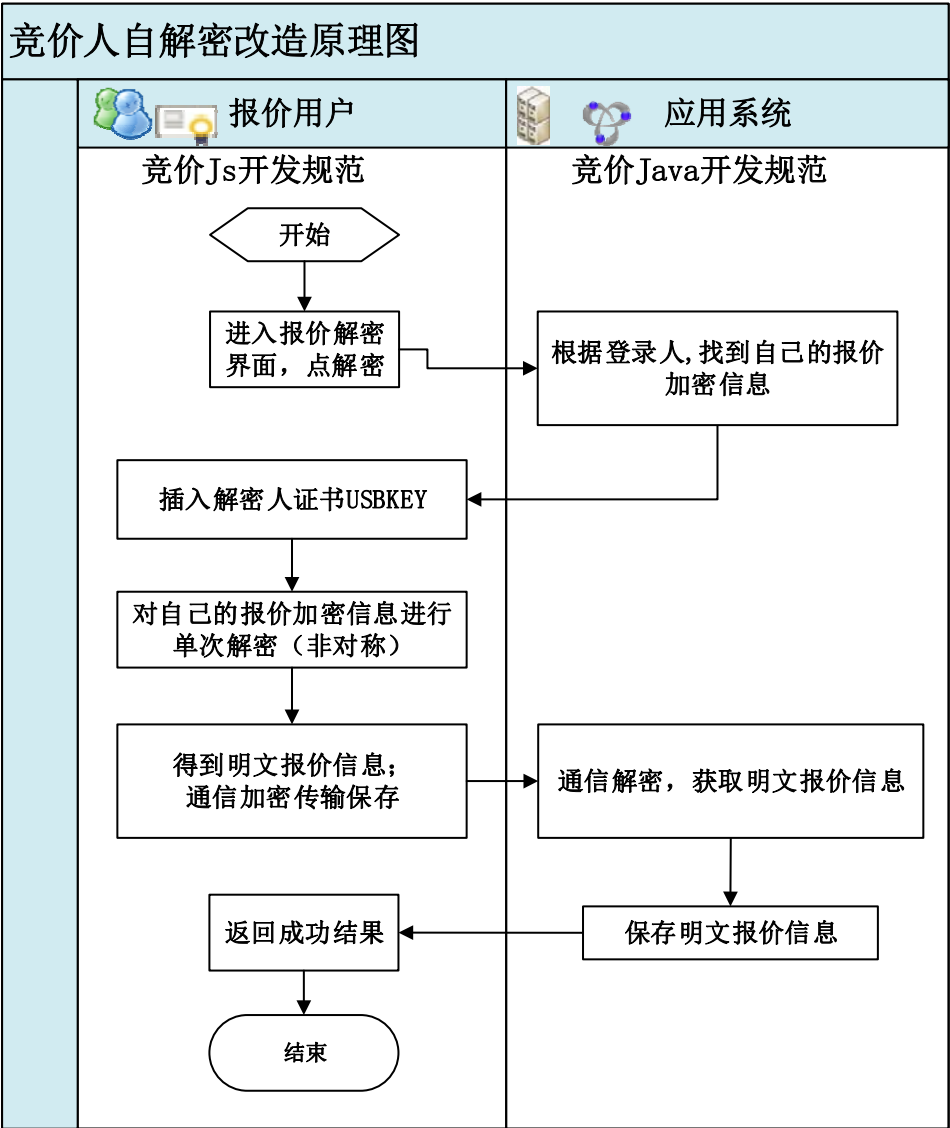 竞价人自解密改造原理图
报价用户
应用系统
竞价Js开发规范
竞价Java开发规范
开始
进入报价解密
界面，点解密
根据登录人,找到自己的报价
加密信息
插入解密人证书USBKEY
对自己的报价加密信息进行
单次解密（非对称）
得到明文报价信息；
通信加密传输保存
通信解密，获取明文报价信息
保存明文报价信息
返回成功结果
结束